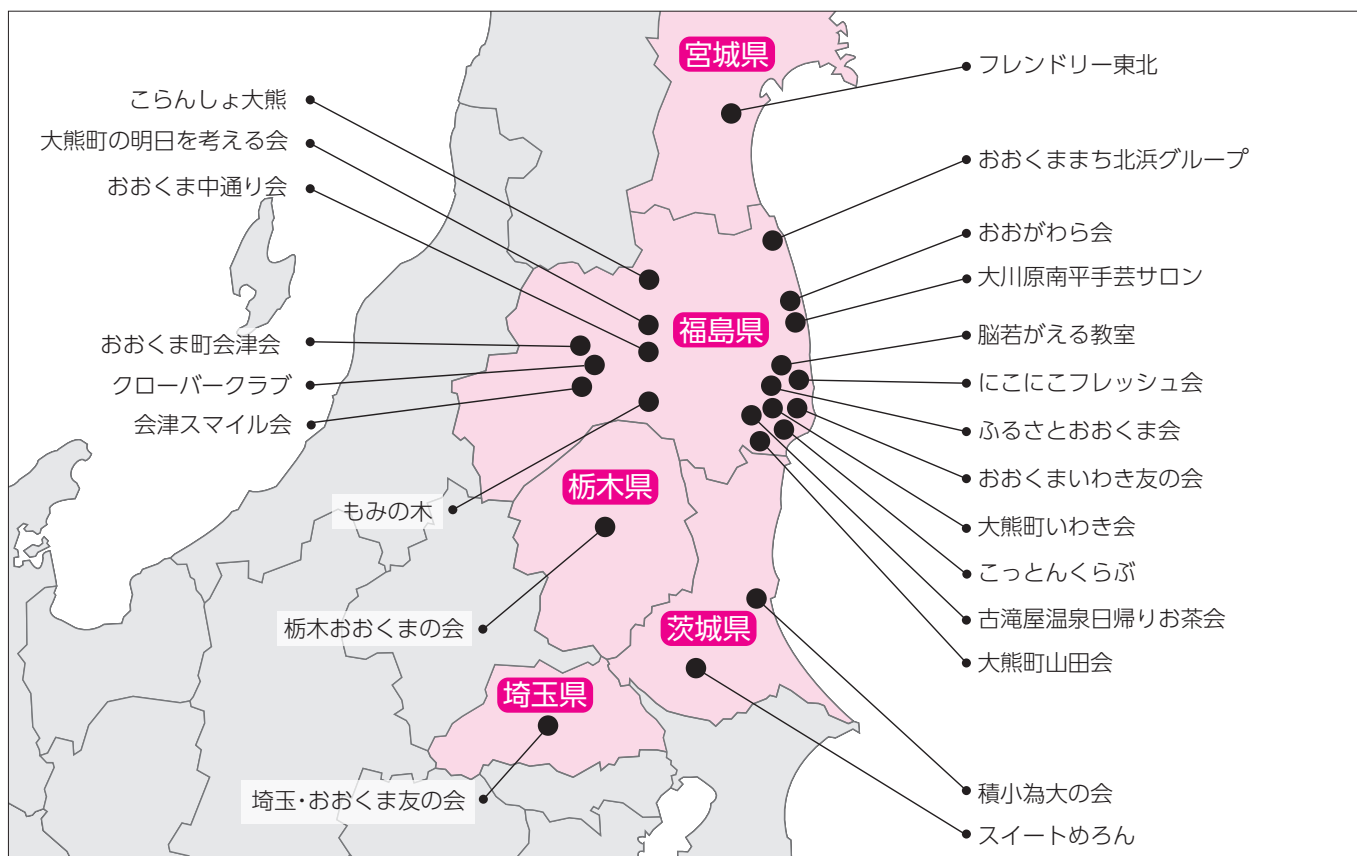 宮城県
フレンドリー東北
こらんしょ大熊
大熊町の明日を考える会
おおくままち北浜グループ
おおくま中通り会
おおがわら会
大川原南平手芸サロン
福島県
脳若がえる教室
おおくま町会津会
クローバークラブ
にこにこフレッシュ会
会津スマイル会
ふるさとおおくま会
おおくまいわき友の会
栃木県
もみの木
大熊町いわき会
こっとんくらぶ
古滝屋温泉日帰りお茶会
栃木おおくまの会
茨城県
大熊町山田会
埼玉県
埼玉・おおくま友の会
積小為大の会
スイートめろん